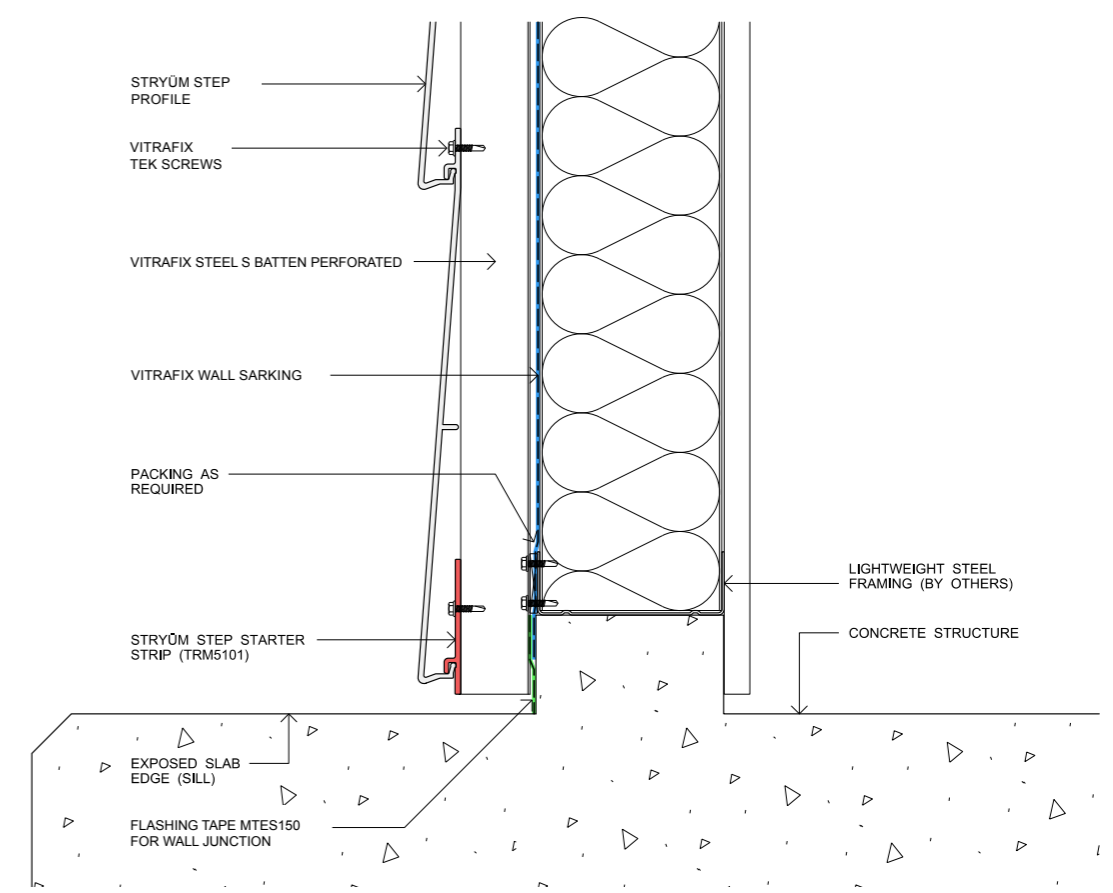 STRYÜM STEP
PROFILE
VITRAFIX
TEK SCREWS
VITRAFIX STEEL S BATTEN PERFORATED
VITRAFIX WALL SARKING
PACKING AS
REQUIRED
STRYŪM STEP STARTER
STRIP (TRM5101)
EXPOSED SLAB
EDGE (SILL)
FLASHING TAPE MTES150
FOR WALL JUNCTION
LIGHTWEIGHT STEEL
FRAMING (BY OTHERS)
CONCRETE STRUCTURE